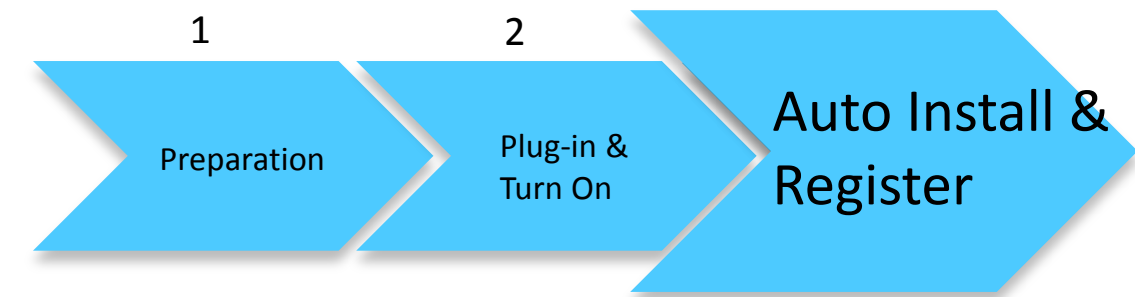 1
2
Preparation
Plug-in &
Turn On
Auto Install &
Register